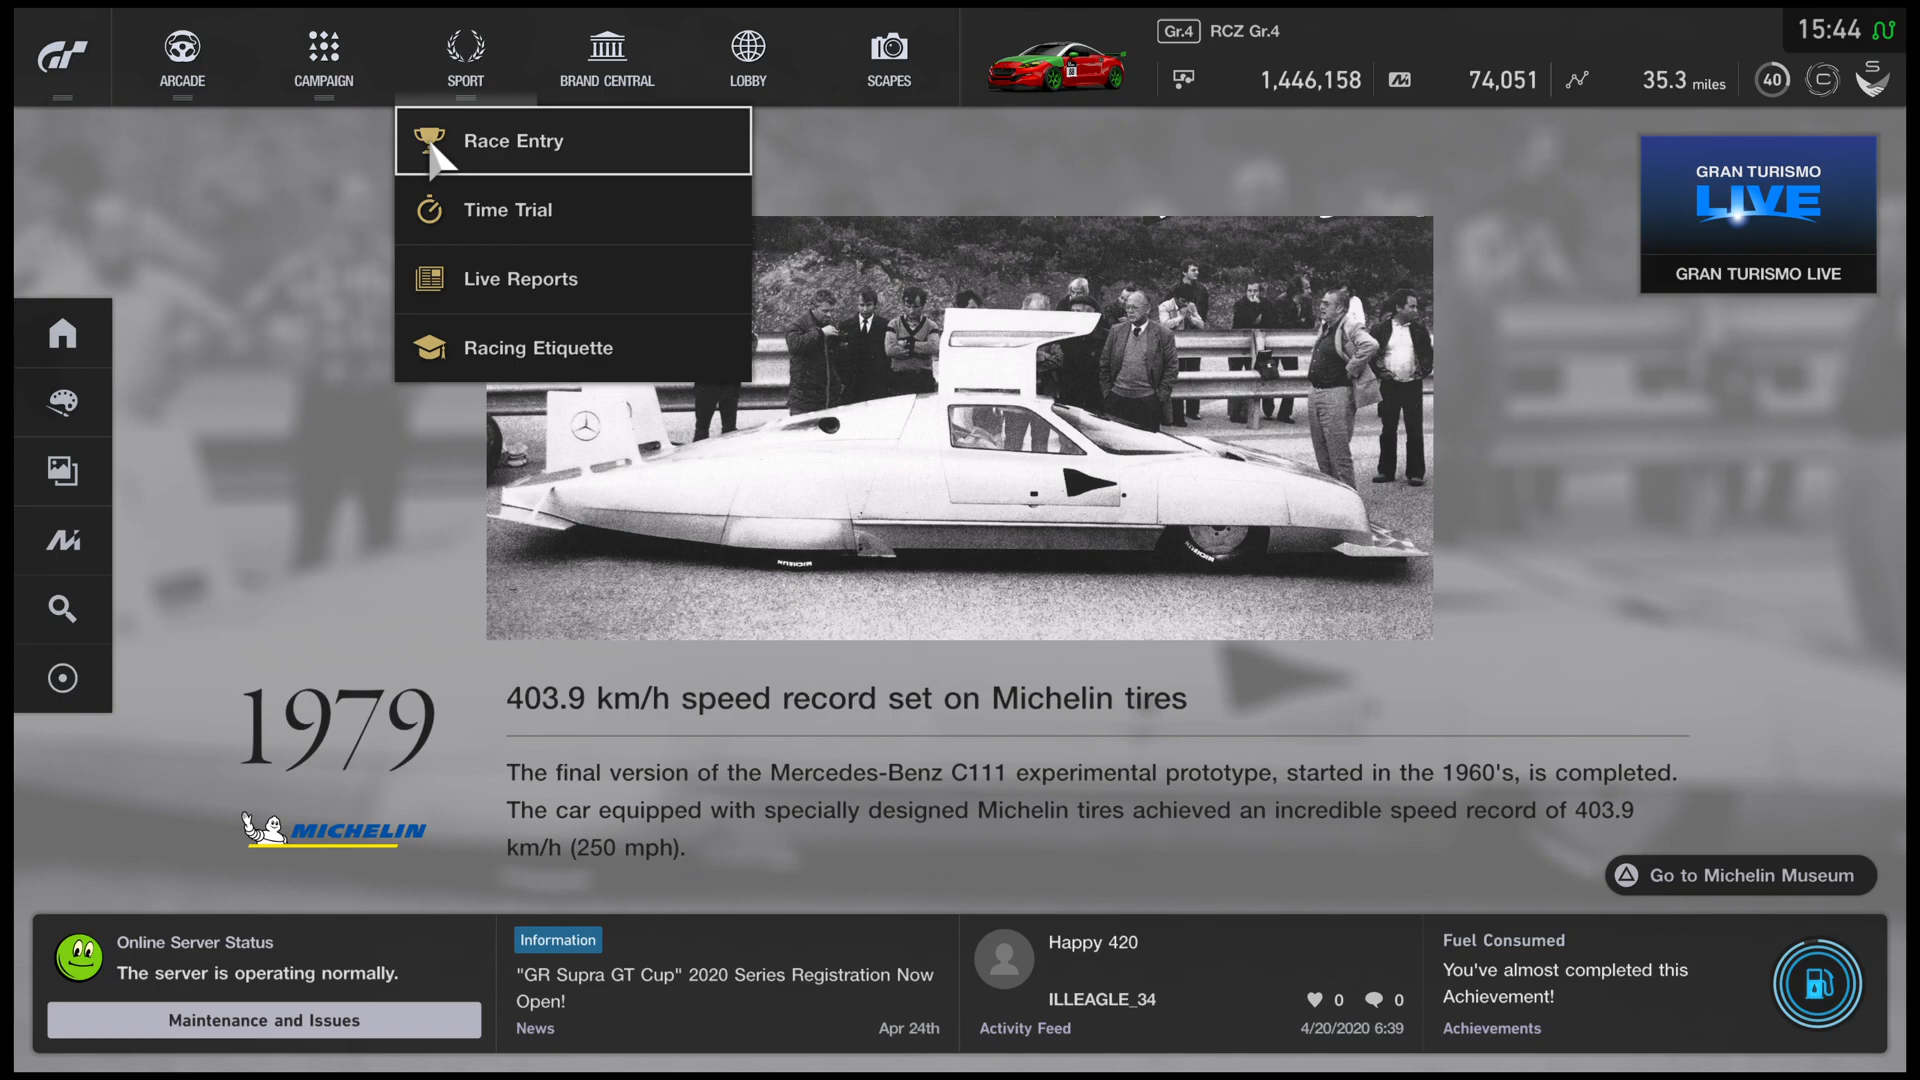 GT
ARCADE
CAMPAIGN
SPORT
BRAND CENTRAL
LOBBY
SCAPES
Gr.4 RCZ Gr.4
15:44
1,446,158
74,051
35.3 miles
40
C
S
Race Entry
Time Trial
Live Reports
Racing Etiquette
GRAN TURISMO
LIVE
GRAN TURISMO LIVE
MICHELIN
MICHELIN
1979
403.9 km/h speed record set on Michelin tires
The final version of the Mercedes-Benz C111 experimental prototype, started in the 1960's, is completed.
The car equipped with specially designed Michelin tires achieved an incredible speed record of 403.9
km/h (250 mph).
MICHELIN
Go to Michelin Museum
Online Server Status
The server is operating normally.
Maintenance and Issues
Information
"GR Supra GT Cup" 2020 Series Registration Now
Open!
News
Apr 24th
Happy 420
ILLEAGLE_34
0
0
Activity Feed
4/20/2020 6:39
Fuel Consumed
You've almost completed this
Achievement!
Achievements